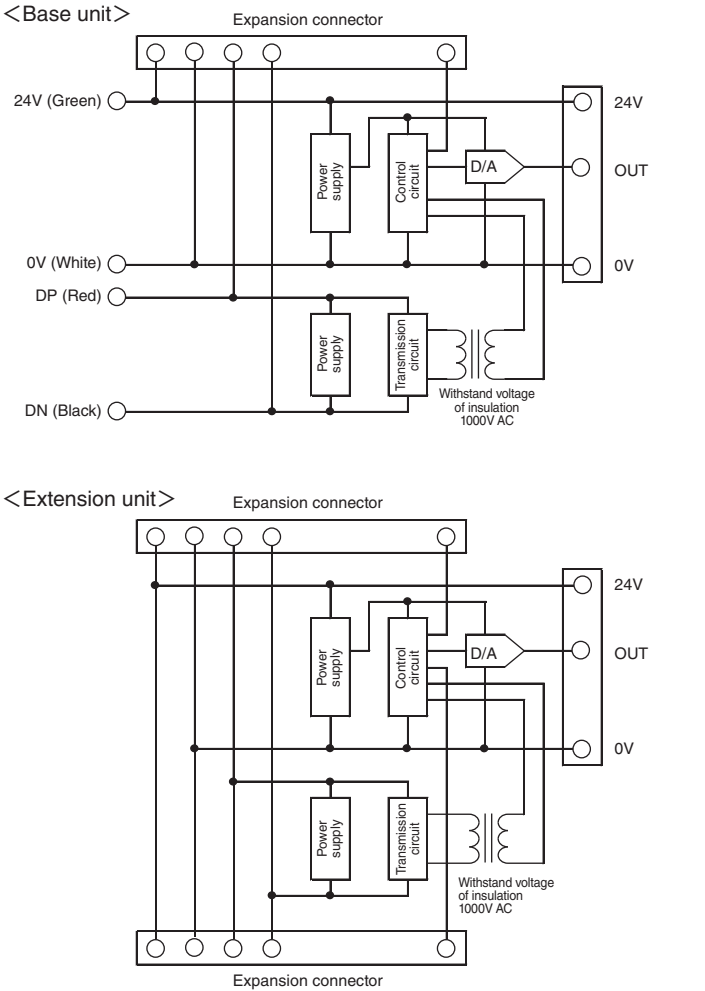 ＜Base unit＞
Expansion connector
24V (Green)
24V
Power
supply
Control
circuit
D/A
OUT
0V (White)
0V
DP (Red)
Power
supply
Transmission
circuit
DN (Black)
Withstand voltage
of insulation
1000V AC
＜Extension unit＞
Expansion connector
24V
Power
supply
Control
circuit
D/A
OUT
0V
Power
supply
Transmission
circuit
Withstand voltage
of insulation
1000V AC
Expansion connector